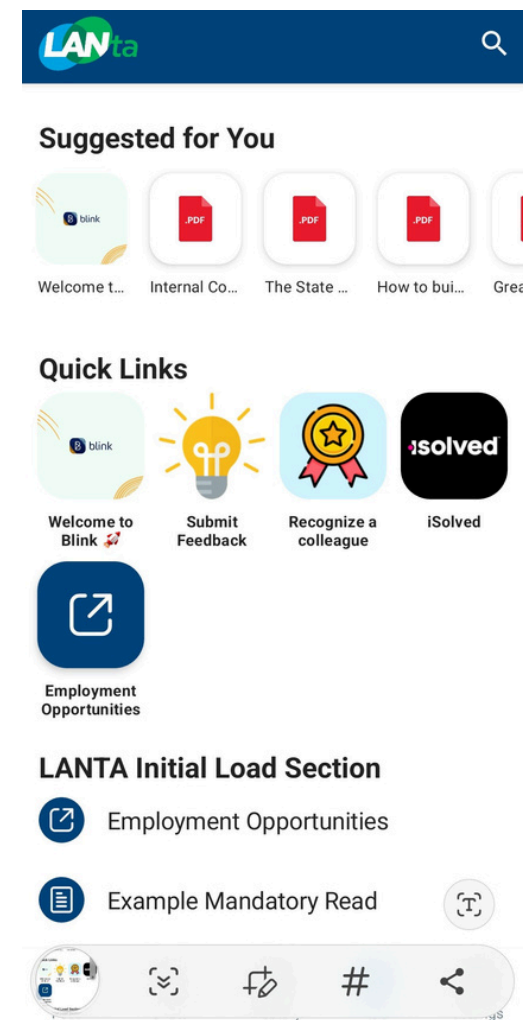 LANta
Suggested for You
blink
.PDF
.PDF
.PDF
Welcome t...
Internal Co...
The State ...
How to bui...
Grea
Quick Links
blink
isolved
Welcome to
Blink 🚀
Submit
Feedback
Recognize a
colleague
iSolved
Employment
Opportunities
LANTA Initial Load Section
Employment Opportunities
Example Mandatory Read
T
#